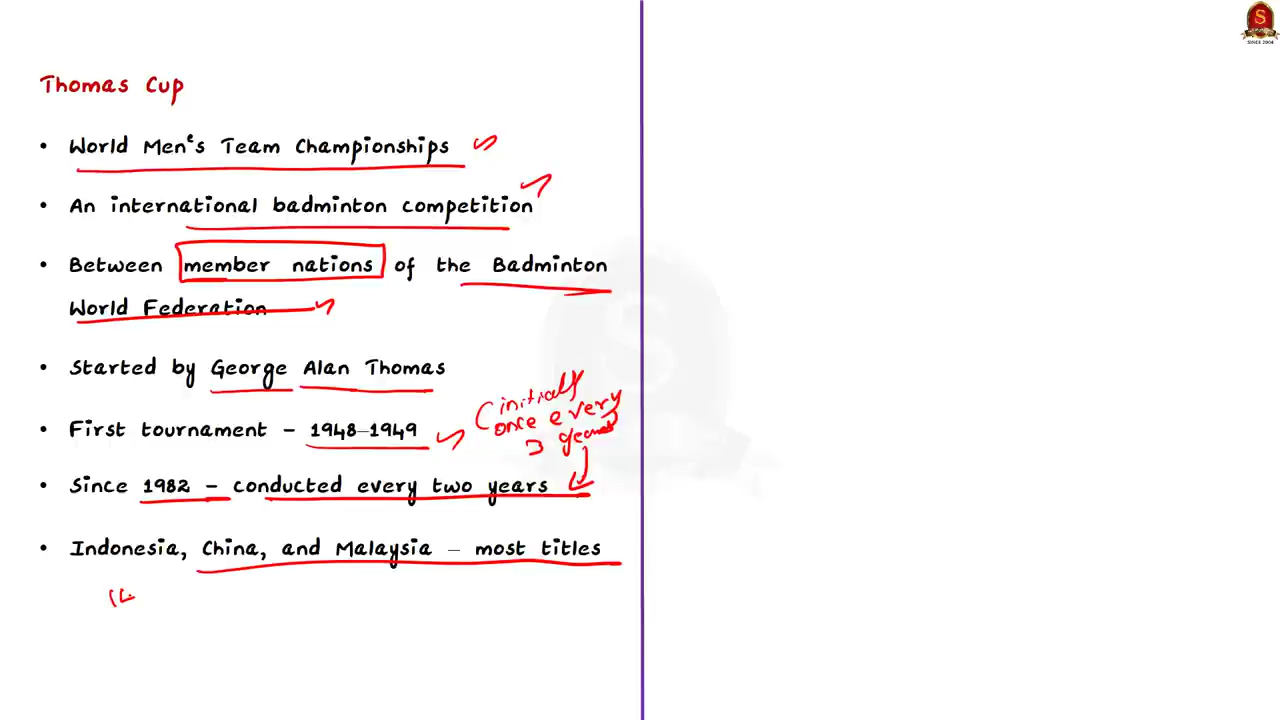 Thomas Cup
• World Men's Team Championships
• An international badminton competition
• Between member nations of the Badminton
World Federation
• Started by George Alan Thomas
(initially
once every
3 years
• First tournament – 1948–1949
• Since 1982 – conducted every two years
• Indonesia, China, and Malaysia – most titles
S
SINCE 2004